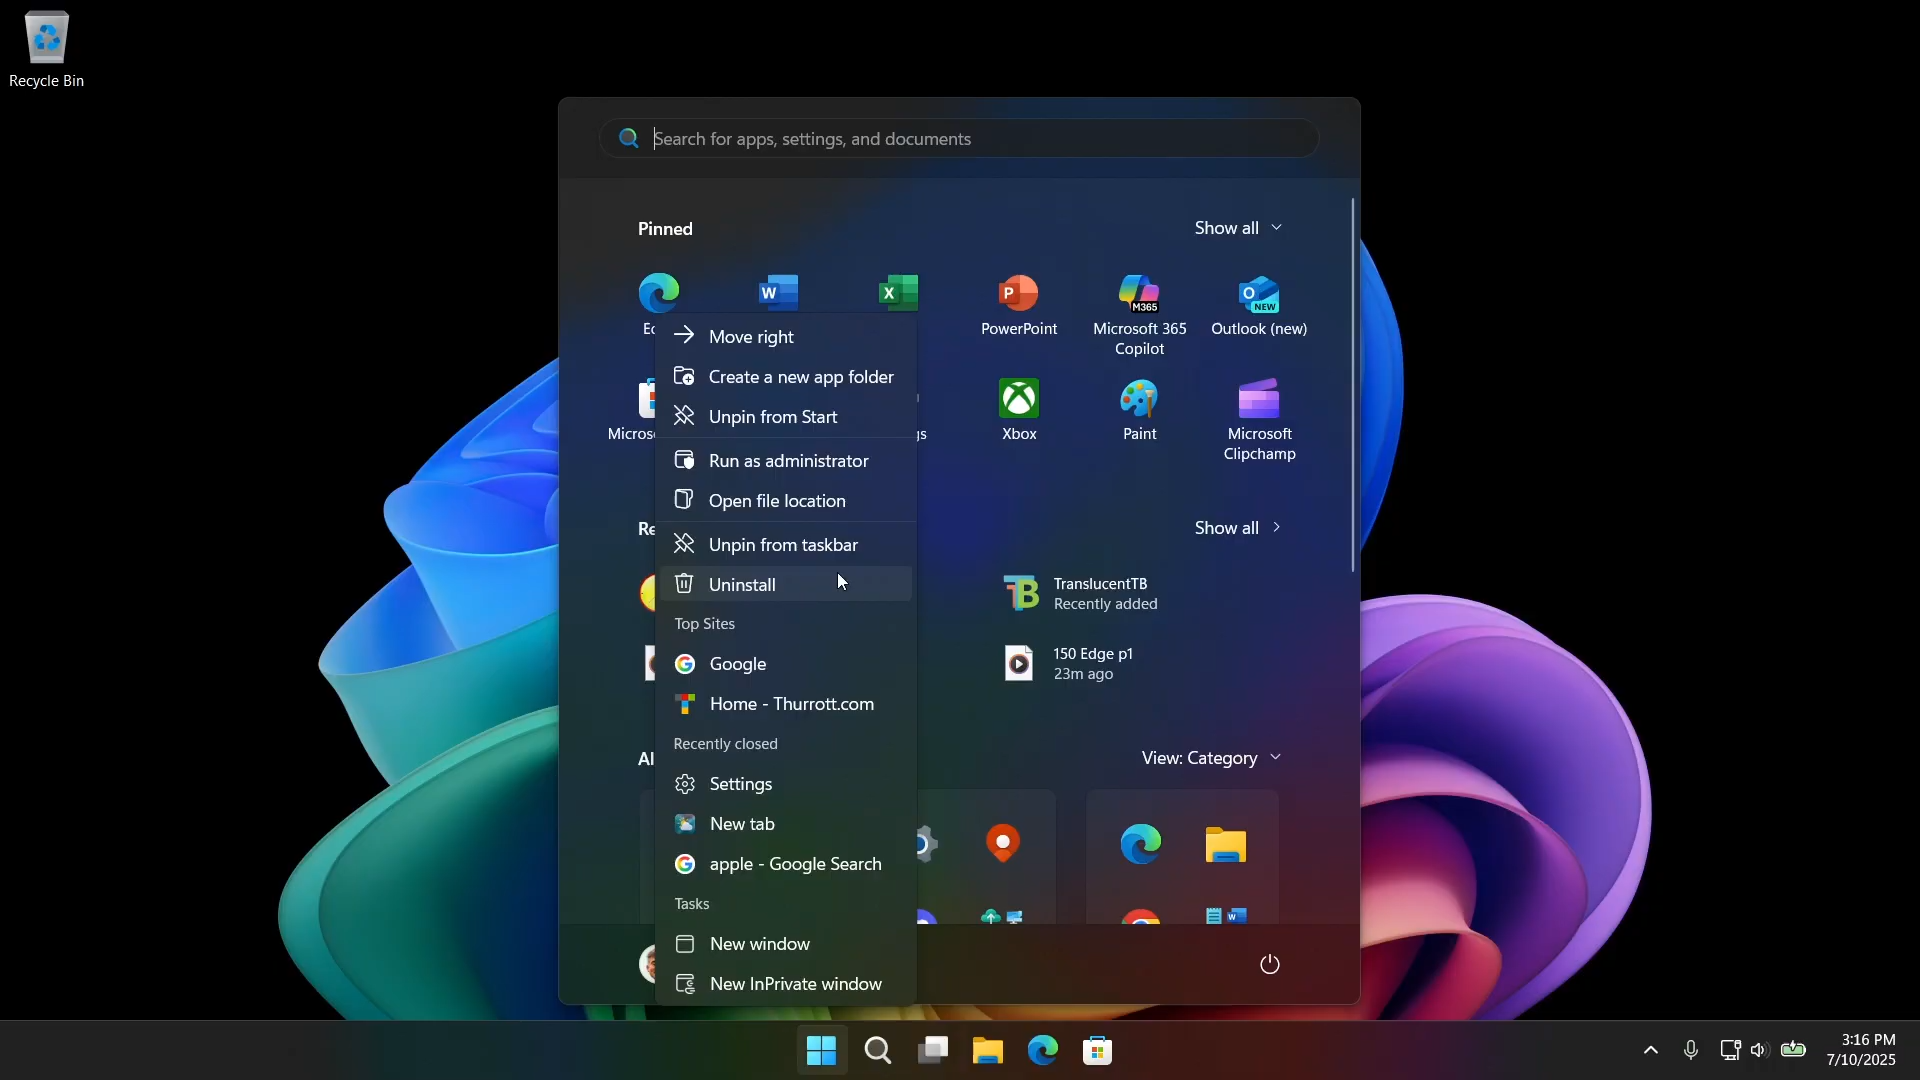 Recycle Bin
Search for apps, settings, and documents
Pinned
Show all
PowerPoint
Microsoft 365
Copilot
Outlook (new)
Xbox
Paint
Microsoft
Clipchamp
Move right
Create a new app folder
Unpin from Start
Run as administrator
Open file location
Unpin from taskbar
Uninstall
Top Sites
Google
Home - Thurrott.com
Recently closed
Settings
New tab
apple - Google Search
Tasks
New window
New InPrivate window
Show all
TranslucentTB
Recently added
150 Edge p1
23m ago
View: Category
W
X
P
M365
O
NEW
TB
W
3:16 PM
7/10/2025